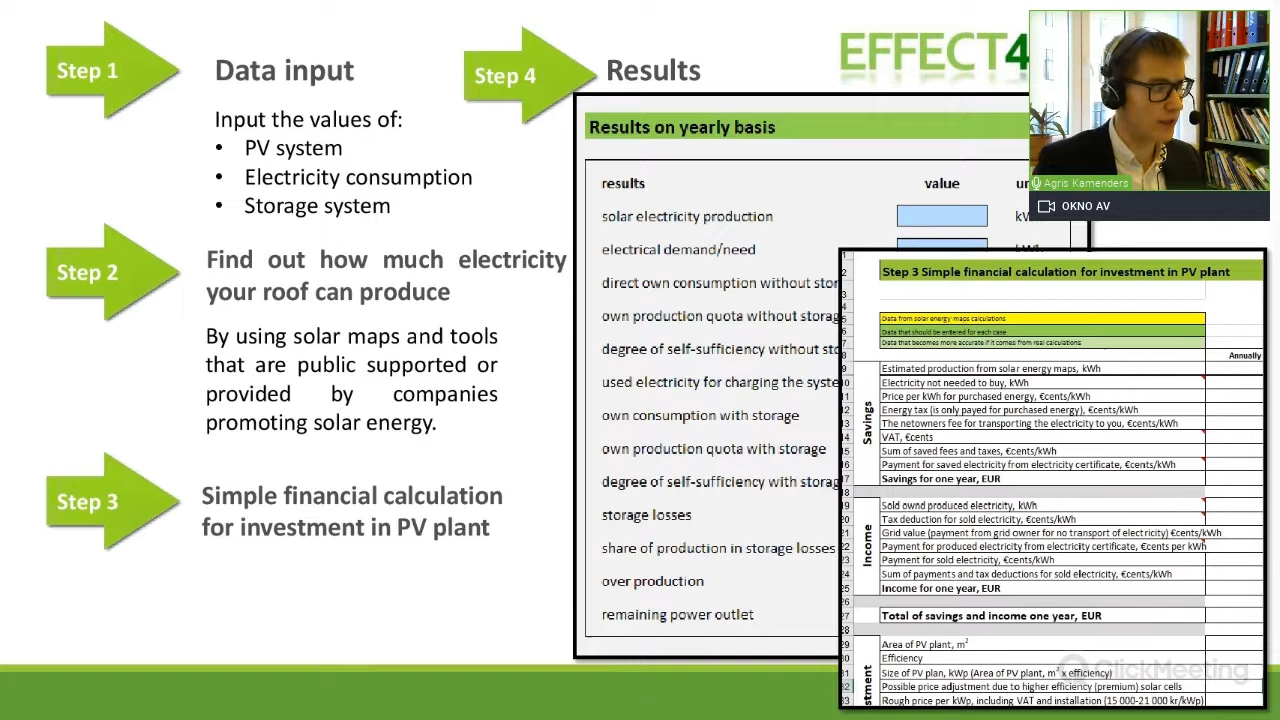 Step 1
Data input
Input the values of:
• PV system
• Electricity consumption
• Storage system
Step 2
Find out how much electricity
your roof can produce
By using solar maps and tools
that are public supported or
provided by companies
promoting solar energy.
Step 3
Simple financial calculation
for investment in PV plant
Step 4
Results
EFFECT4
Results on yearly basis
results value
solar electricity production
electrical demand/need
direct own consumption without
own production quota without storag
degree of self-sufficiency without
used electricity for charging the syste
own consumption with storage
own production quota with storage
degree of self-sufficiency with storag
storage losses
share of production in storage losses
over production
remaining power outlet
Agris Kamenders
OKNO AV
Step 3 Simple financial calculation for investment in PV plant
Data from solar energy maps calculations
Data that should be entered for each case
Data that becomes more accurate if it comes from real calculations
Annually
Savings
Estimated production from solar energy maps, kWh
Electricity not needed to buy, kWh
Price per kWh for purchased energy, €cents/kWh
Energy tax (is only payed for purchased energy), €cents/kWh
The netowners fee for transporting the electricity to you, €cents/kWh
VAT, €cents
Sum of saved fees and taxes, €cents/kWh
Payment for saved electricity from electricity certificate, €cents/kWh
Savings for one year, EUR
Income
Sold ownd produced electricity, kWh
Tax deduction for sold electricity, €cents/kWh
Grid value (payment from grid owner for no transport of electricity) €cents/kWh
Payment for produced electricity from electricity certificate, €cents per kWh
Payment for sold electricity, €cents/kWh
Sum of payments and tax deductions for sold electricity, €cents/kWh
Income for one year, EUR
Total of savings and income one year, EUR
Area of PV plant, m²
Efficiency
Size of PV plan, kWp (Area of PV plant, m² x efficiency)
Possible price adjustment due to higher efficiency (premium) solar cells
Rough price per kWp, including VAT and installation (15 000-21 000 kr/kWp)
ClickMeeting